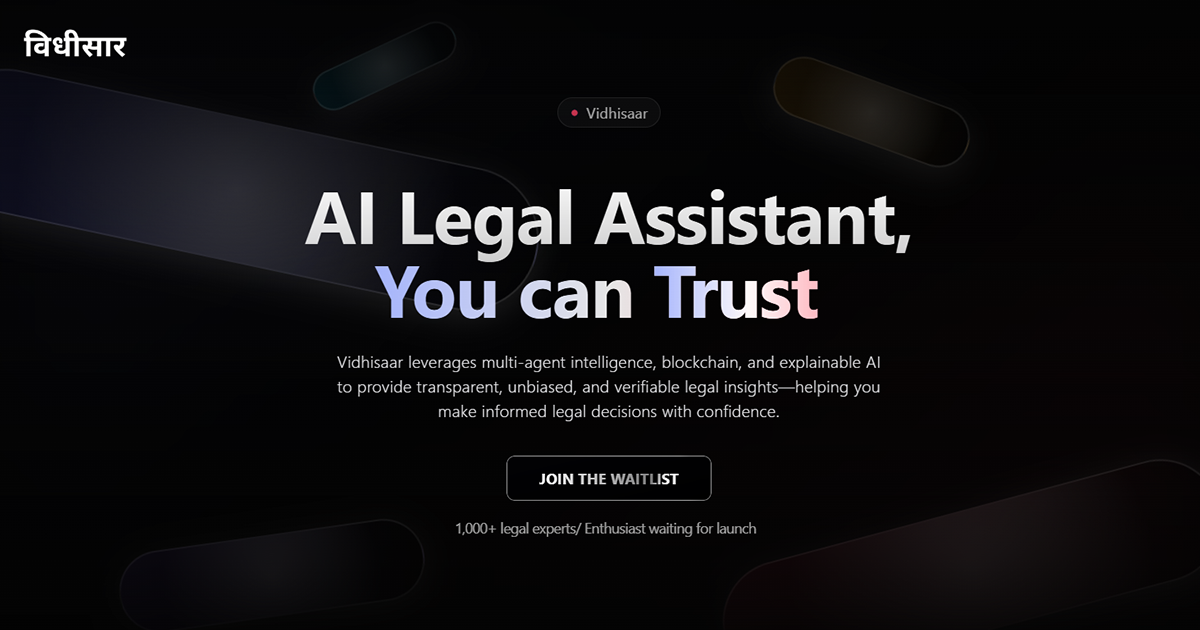 विधीसार
Vidhisaar
AI Legal Assistant,
You can Trust
Vidhisaar leverages multi-agent intelligence, blockchain, and explainable AI
to provide transparent, unbiased, and verifiable legal insights—helping you
make informed legal decisions with confidence.
JOIN THE WAITLIST
1,000+ legal experts/ Enthusiast waiting for launch